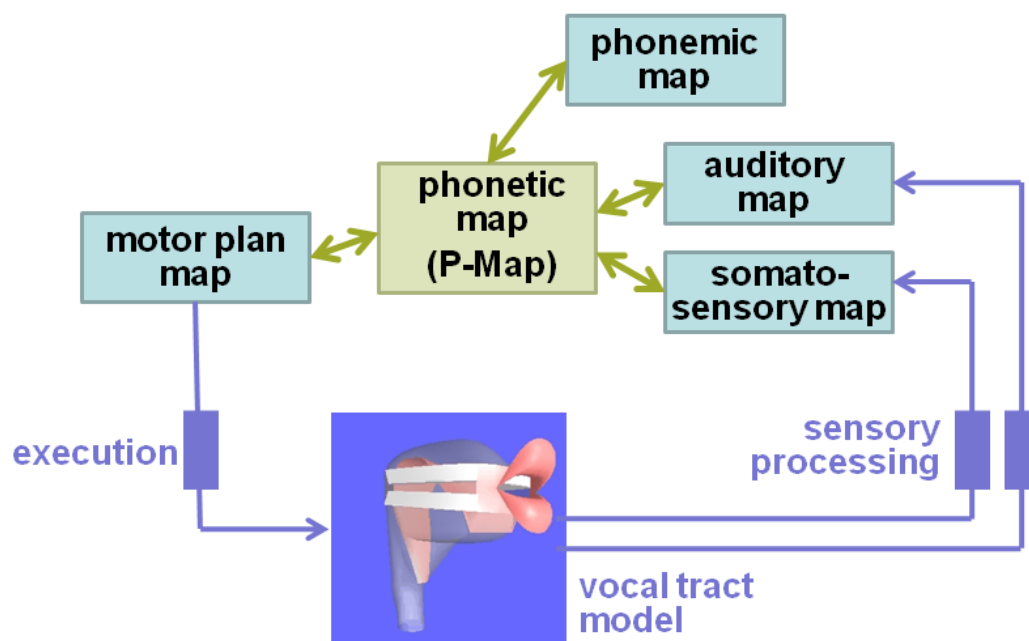 phonemic
map
phonetic
map
(P-Map)
auditory
map
motor plan
map
somato-
sensory map
execution
sensory
processing
vocal tract
model